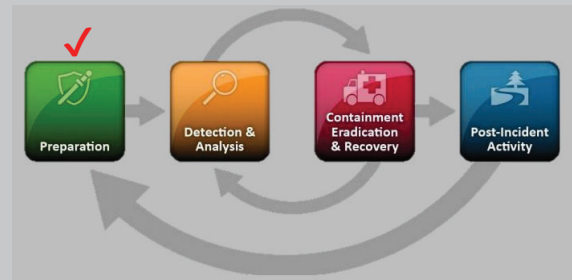 Preparation
Detection &
Analysis
Containment
Eradication
& Recovery
Post-Incident
Activity